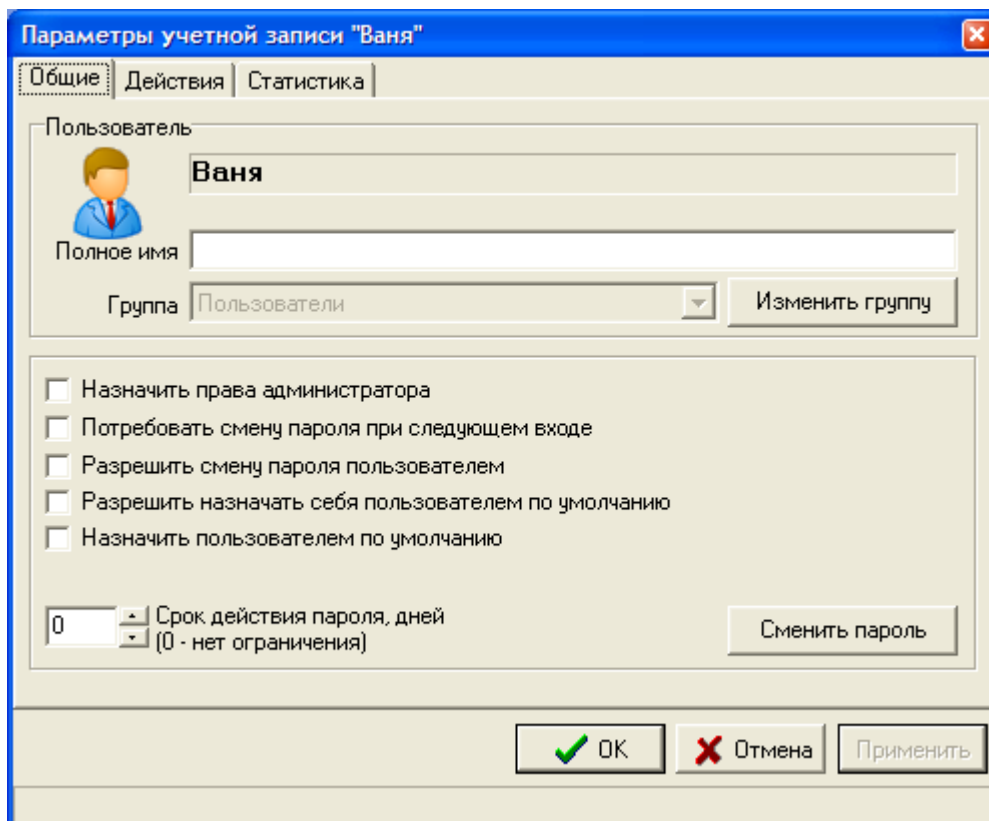 Параметры учетной записи "Ваня"
Общие Действия Статистика
Пользователь
Ваня
Полное имя
Группа Пользователи Изменить группу
Назначить права администратора
Потребовать смену пароля при следующем входе
Разрешить смену пароля пользователем
Разрешить назначать себя пользователем по умолчанию
Назначить пользователем по умолчанию
0 Срок действия пароля, дней
(0 - нет ограничения)
Сменить пароль
OK Отмена Применить